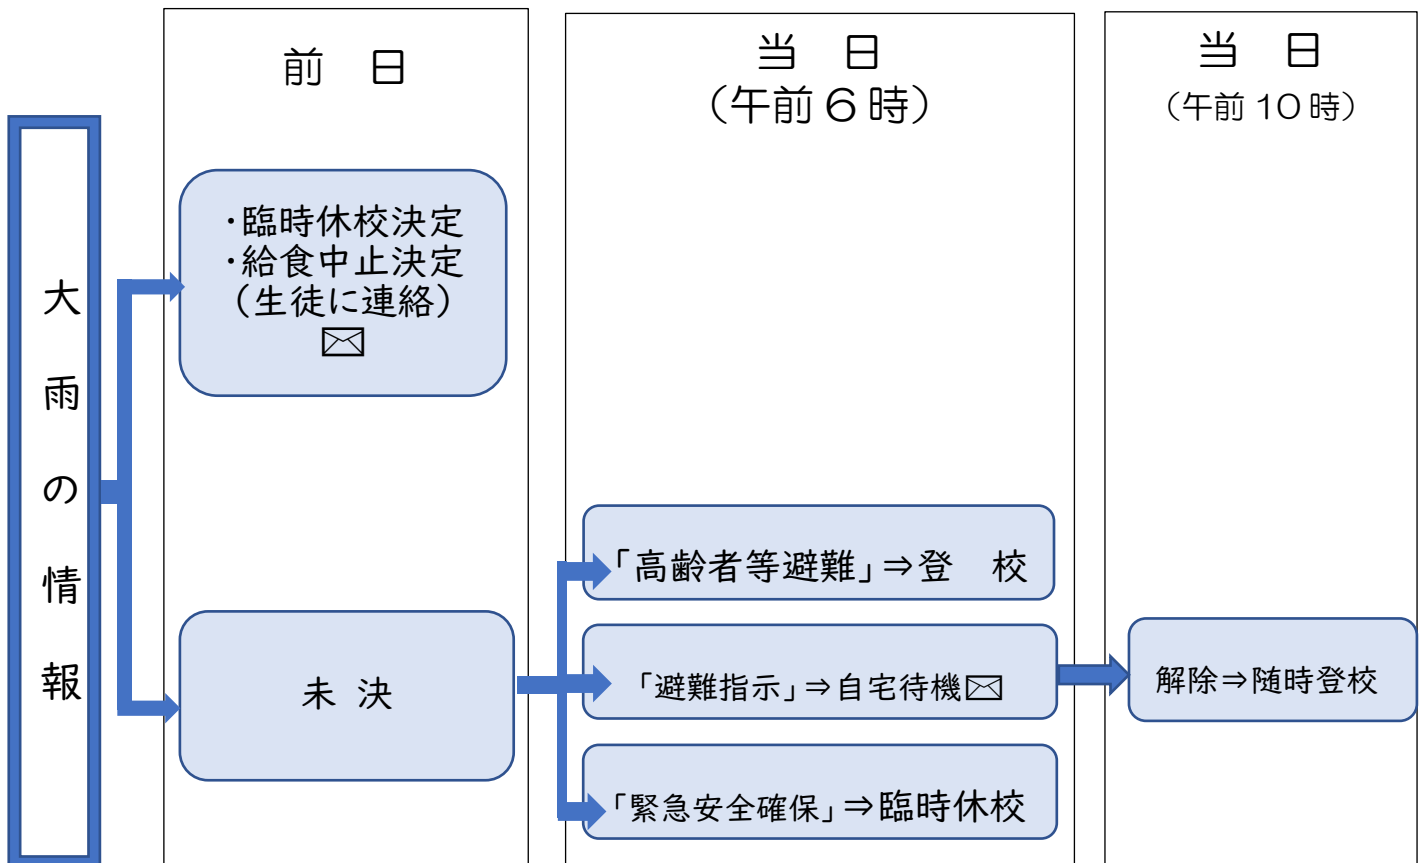 大雨の情報
前　日
・臨時休校決定
・給食中止決定
（生徒に連絡）
✉
未 決
当　日
（午前６時）
「高齢者等避難」⇒登　校
「避難指示」⇒自宅待機✉
「緊急安全確保」⇒臨時休校
当　日
（午前 10 時）
解除⇒随時登校